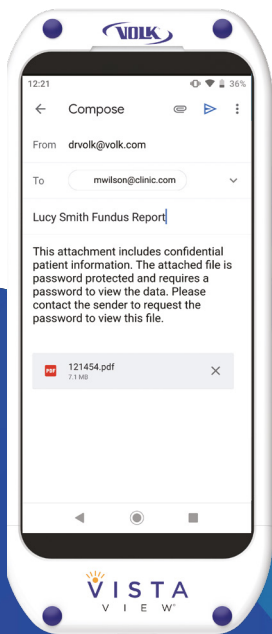 VOLK
12:21 36%
Compose
From drvolk@volk.com
To mwilson@clinic.com
Lucy Smith Fundus Report
This attachment includes confidential
patient information. The attached file is
password protected and requires a
password to view the data. Please
contact the sender to request the
password to view this file.
PDF 121454.pdf
7.1 MB
VISTA
VIEW